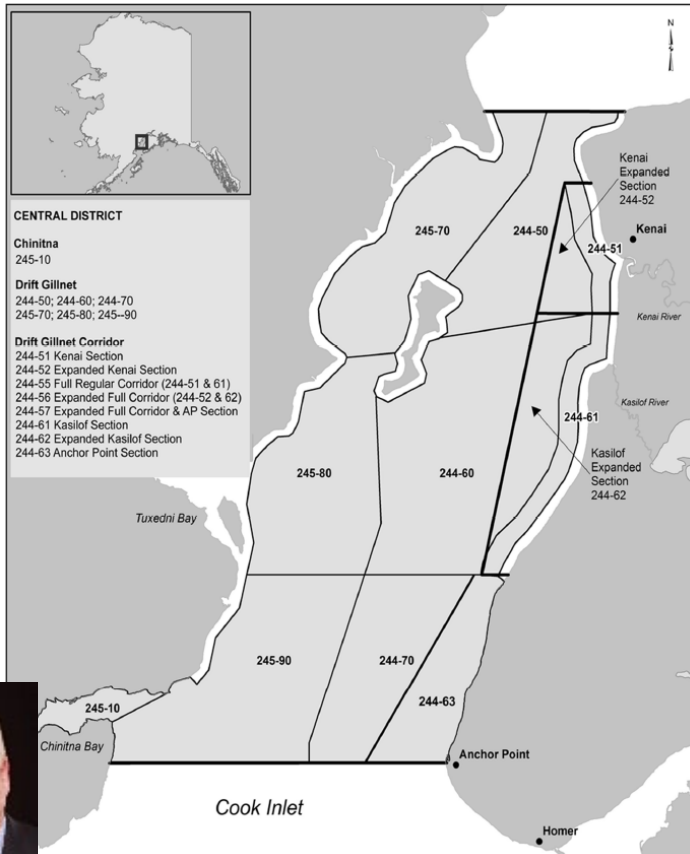 N
CENTRAL DISTRICT
Chinitna
245-10
Drift Gillnet
244-50; 244-60; 244-70
245-70; 245-80; 245--90
Drift Gillnet Corridor
244-51 Kenai Section
244-52 Expanded Kenai Section
244-55 Full Regular Corridor (244-51 & 61)
244-56 Expanded Full Corridor (244-52 & 62)
244-57 Expanded Full Corridor & AP Section
244-61 Kasilof Section
244-62 Expanded Kasilof Section
244-63 Anchor Point Section
Kenai
Expanded
Section
244-52
245-70
244-50
244-51
Kenai
Kenai River
Kasilof River
244-61
Kasilof
Expanded
Section
244-62
245-80
244-60
Tuxedni Bay
245-90
244-70
244-63
245-10
Chinitna Bay
Anchor Point
Cook Inlet
Homer